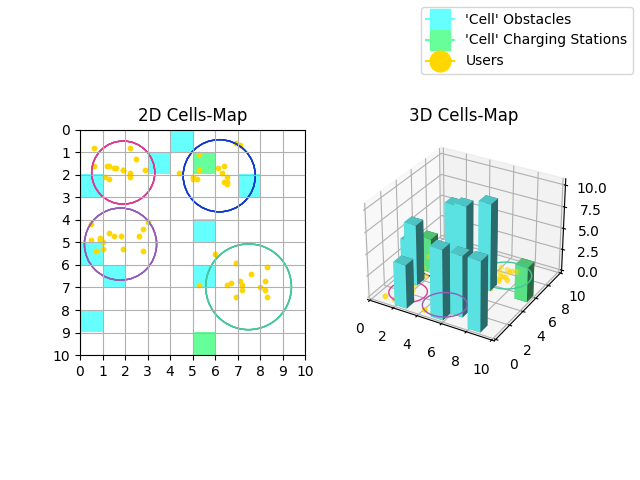 'Cell' Obstacles
'Cell' Charging Stations
Users
2D Cells-Map
0
1
2
3
4
5
6
7
8
9
10
0 1 2 3 4 5 6 7 8 9 10
3D Cells-Map
10.0
7.5
5.0
2.5
0.0
0 2 4 6 8 10
0 2 4 6 8 10